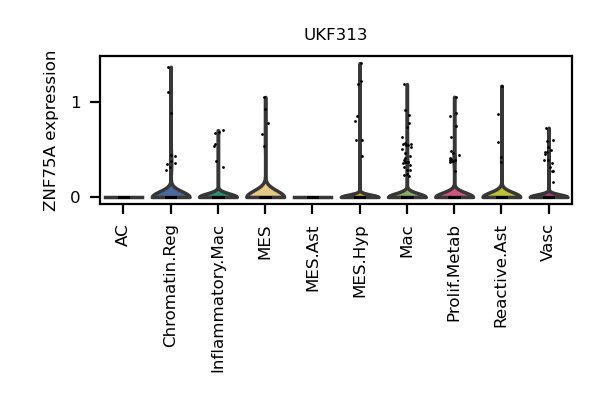 UKF313
ZNF75A expression
1
0
AC
Chromatin.Reg
Inflammatory.Mac
MES
MES.Ast
MES.Hyp
Mac
Prolif.Metab
Reactive.Ast
Vasc